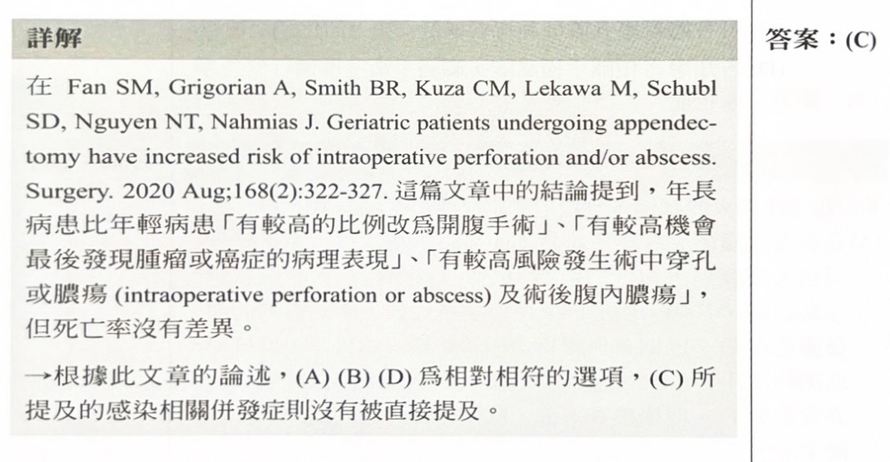 詳解
在 Fan SM, Grigorian A, Smith BR, Kuza CM, Lekawa M, Schubl
SD, Nguyen NT, Nahmias J. Geriatric patients undergoing appendec-
tomy have increased risk of intraoperative perforation and/or abscess.
Surgery. 2020 Aug;168(2):322-327. 這篇文章中的結論提到，年長
病患比年輕病患「有較高的比例改為開腹手術」、「有較高機會
最後發現腫瘤或癌症的病理表現」、「有較高風險發生術中穿孔
或膿瘍 (intraoperative perforation or abscess) 及術後腹內膿瘍」，
但死亡率沒有差異。
→根據此文章的論述，(A) (B) (D) 為相對相符的選項，(C) 所
提及的感染相關併發症則沒有被直接提及。
答案：(C)